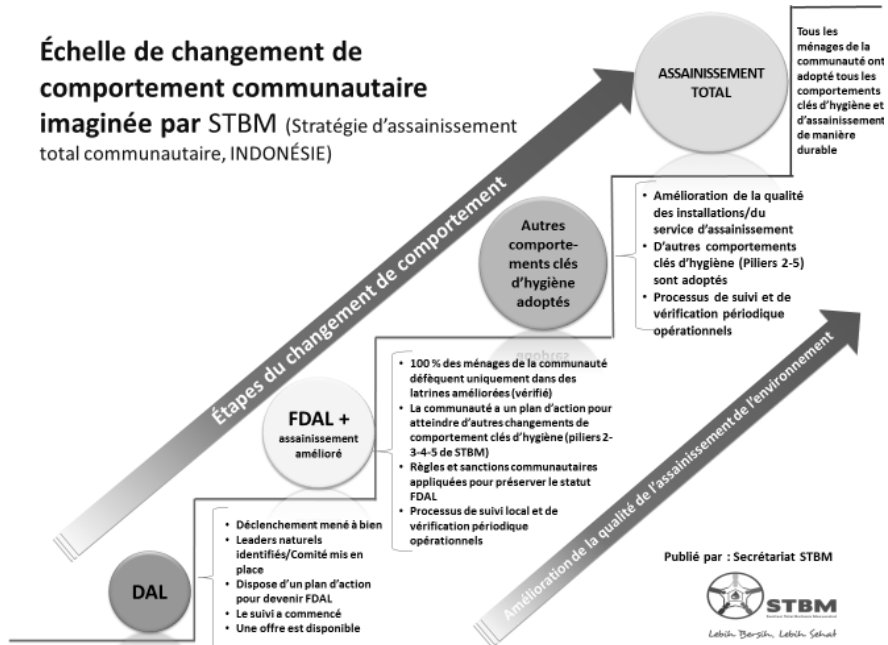 Échelle de changement de
comportement communautaire
imaginée par STBM (Stratégie d'assainissement
total communautaire, INDONÉSIE)
Étapes du changement de comportement
ASSAINISSEMENT
TOTAL
Tous les
ménages de la
communauté ont
adopté tous les
comportements
clés d'hygiène et
d'assainissement
de manière
durable
Autres
comporte-
ments clés
d'hygiène
adoptés
• Amélioration de la qualité
des installations/du
service d'assainissement
• D'autres comportements
clés d'hygiène (Piliers 2-5)
sont adoptés
• Processus de suivi et de
vérification périodique
opérationnels
FDAL +
assainissement
amélioré
• 100 % des ménages de la communauté
défèquent uniquement dans des
latrines améliorées (vérifié)
• La communauté a un plan d'action pour
atteindre d'autres changements de
comportement clés d'hygiène (piliers 2-
3-4-5 de STBM)
• Règles et sanctions communautaires
appliquées pour préserver le statut
FDAL
• Processus de suivi local et de
vérification périodique
opérationnels
DAL
• Déclenchement mené à bien
• Leaders naturels
identifiés/Comité mis en
place
• Dispose d'un plan d'action
pour devenir FDAL
• Le suivi a commencé
• Une offre est disponible
Amélioration de la qualité de l'assainissement de l'environnement
Publié par : Secrétariat STBM
STBM
Lebih Bersih, Lebih Sehat